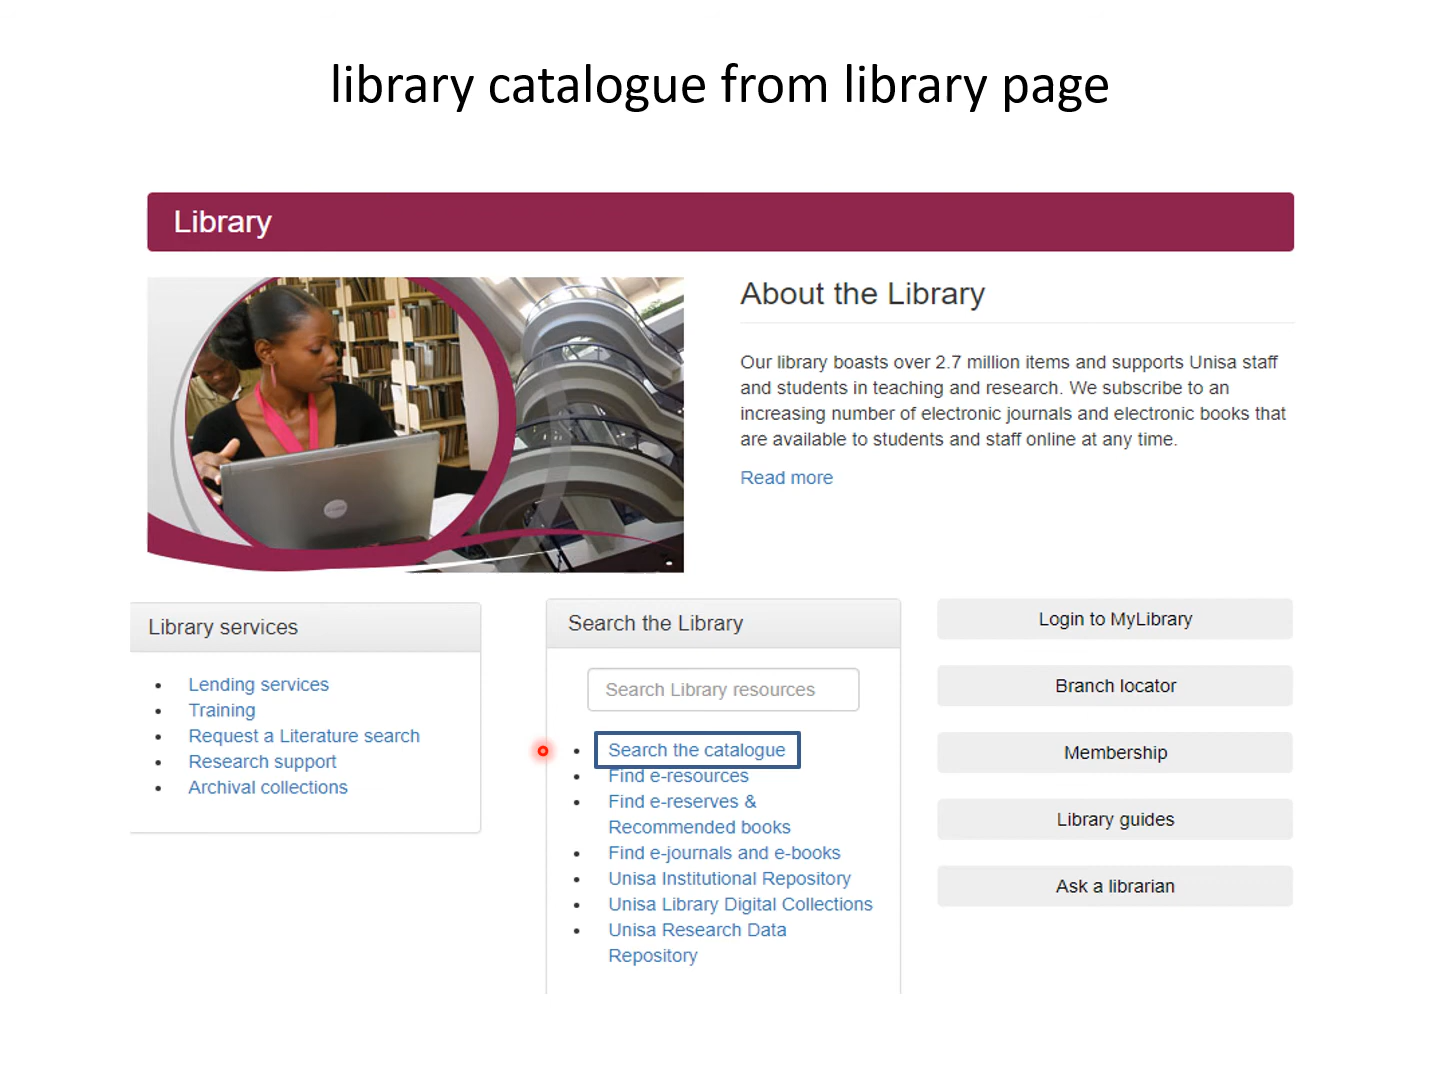 library catalogue from library page
Library
About the Library
Our library boasts over 2.7 million items and supports Unisa staff
and students in teaching and research. We subscribe to an
increasing number of electronic journals and electronic books that
are available to students and staff online at any time.
Read more
Library services
Lending services
Training
Request a Literature search
Research support
Archival collections
Search the Library
Search Library resources
Search the catalogue
Find e-resources
Find e-reserves &
Recommended books
Find e-journals and e-books
Unisa Institutional Repository
Unisa Library Digital Collections
Unisa Research Data
Repository
Login to MyLibrary
Branch locator
Membership
Library guides
Ask a librarian